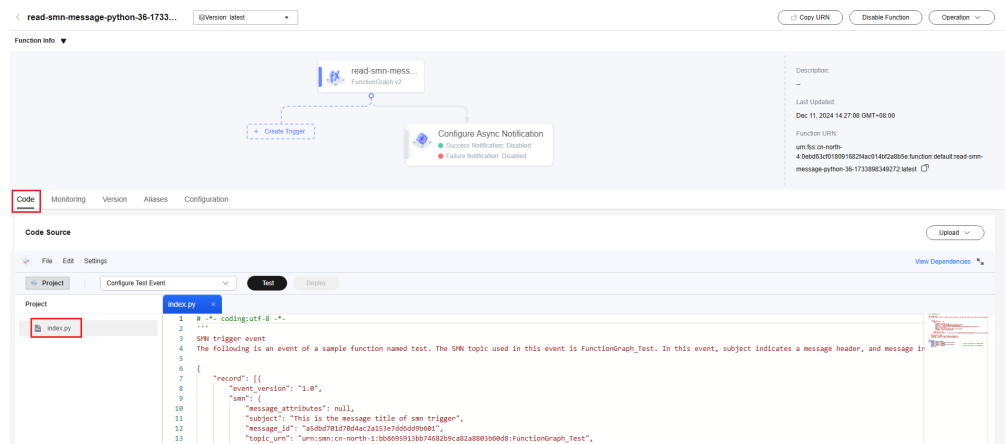 read-smn-message-python-36-1733...
Version: latest
Copy URN
Disable Function
Operation
Function Info
read-smn-mess...
FunctionGraph v2
Create Trigger
Configure Async Notification
Success Notification: Disabled
Failure Notification: Disabled
Description:
--
Last Updated:
Dec 11, 2024 14:27:08 GMT+08:00
Function URN:
urn:fss:cn-north-
4:0ebd63cf018091682f4ac014bf2a8b5e:function:default:read-smn-
message-python-36-1733898349272:latest
Code
Monitoring
Version
Aliases
Configuration
Code Source
Upload
File
Edit
Settings
View Dependencies
Project
Configure Test Event
Test
Deploy
Project
index.py
index.py
1 # -*- coding:utf-8 -*-
2 '''
3 SMN trigger event
4 The following is an event of a sample function named test. The SMN topic used in this event is FunctionGraph_Test. In this event, subject indicates a message header, and message in
5
6 {
7 "record": [{
8 "event_version": "1.0",
9 "smn": {
10 "message_attributes": null,
11 "subject": "This is the message title of smn trigger",
12 "message_id": "a5dbd701d70d4ac2a153e7dd6dd9b601",
13 "topic_urn": "urn:smn:cn-north-1:bb8695913bb74682b9ca82a8803b60d8:FunctionGraph_Test",